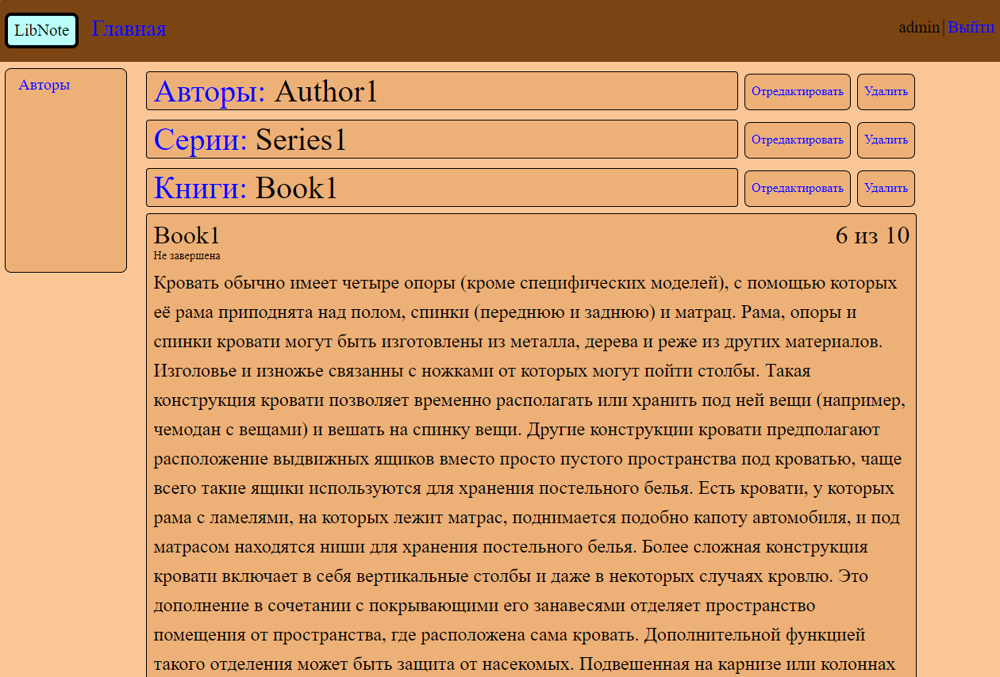 LibNote Главная admin|Выйти
Авторы
Авторы: Author1 Отредактировать Удалить
Серии: Series1 Отредактировать Удалить
Книги: Book1 Отредактировать Удалить
Book1 6 из 10
Не завершена
Кровать обычно имеет четыре опоры (кроме специфических моделей), с помощью которых
её рама приподнята над полом, спинки (переднюю и заднюю) и матрац. Рама, опоры и
спинки кровати могут быть изготовлены из металла, дерева и реже из других материалов.
Изголовье и изножье связанны с ножками от которых могут пойти столбы. Такая
конструкция кровати позволяет временно располагать или хранить под ней вещи (например,
чемодан с вещами) и вешать на спинку вещи. Другие конструкции кровати предполагают
расположение выдвижных ящиков вместо просто пустого пространства под кроватью, чаще
всего такие ящики используются для хранения постельного белья. Есть кровати, у которых
рама с ламелями, на которых лежит матрас, поднимается подобно капоту автомобиля, и под
матрасом находятся ниши для хранения постельного белья. Более сложная конструкция
кровати включает в себя вертикальные столбы и даже в некоторых случаях кровлю. Это
дополнение в сочетании с покрывающими его занавесями отделяет пространство
помещения от пространства, где расположена сама кровать. Дополнительной функцией
такого отделения может быть защита от насекомых. Подвешенная на карнизе или колоннах